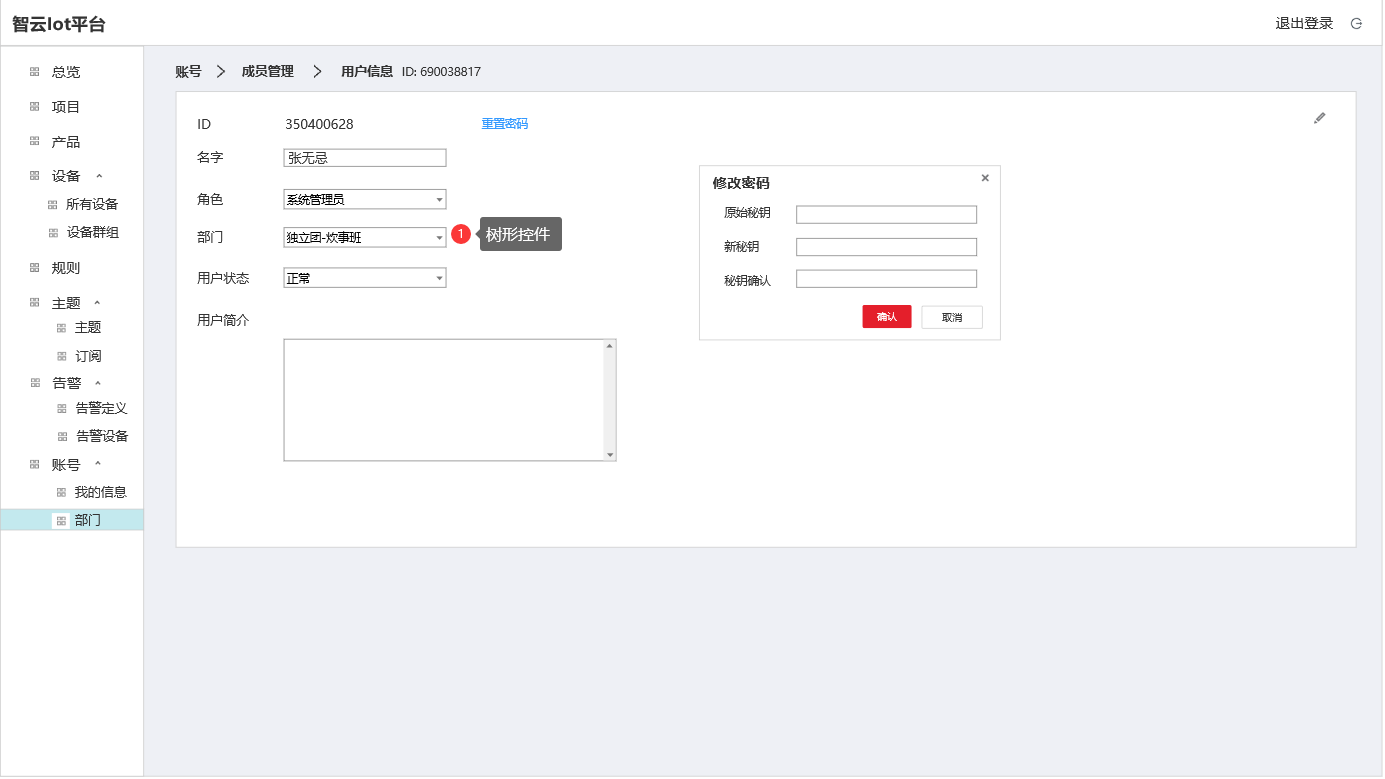 智云Iot平台
退出登录
总览
项目
产品
设备
所有设备
设备群组
规则
主题
主题
订阅
告警
告警定义
告警设备
账号
我的信息
部门
账号 > 成员管理 > 用户信息 ID: 690038817
ID 350400628 重置密码
名字 张无忌
角色 系统管理员
部门 独立团-炊事班 1 树形控件
用户状态 正常
用户简介
修改密码 ×
原始秘钥
新秘钥
秘钥确认
确认 取消